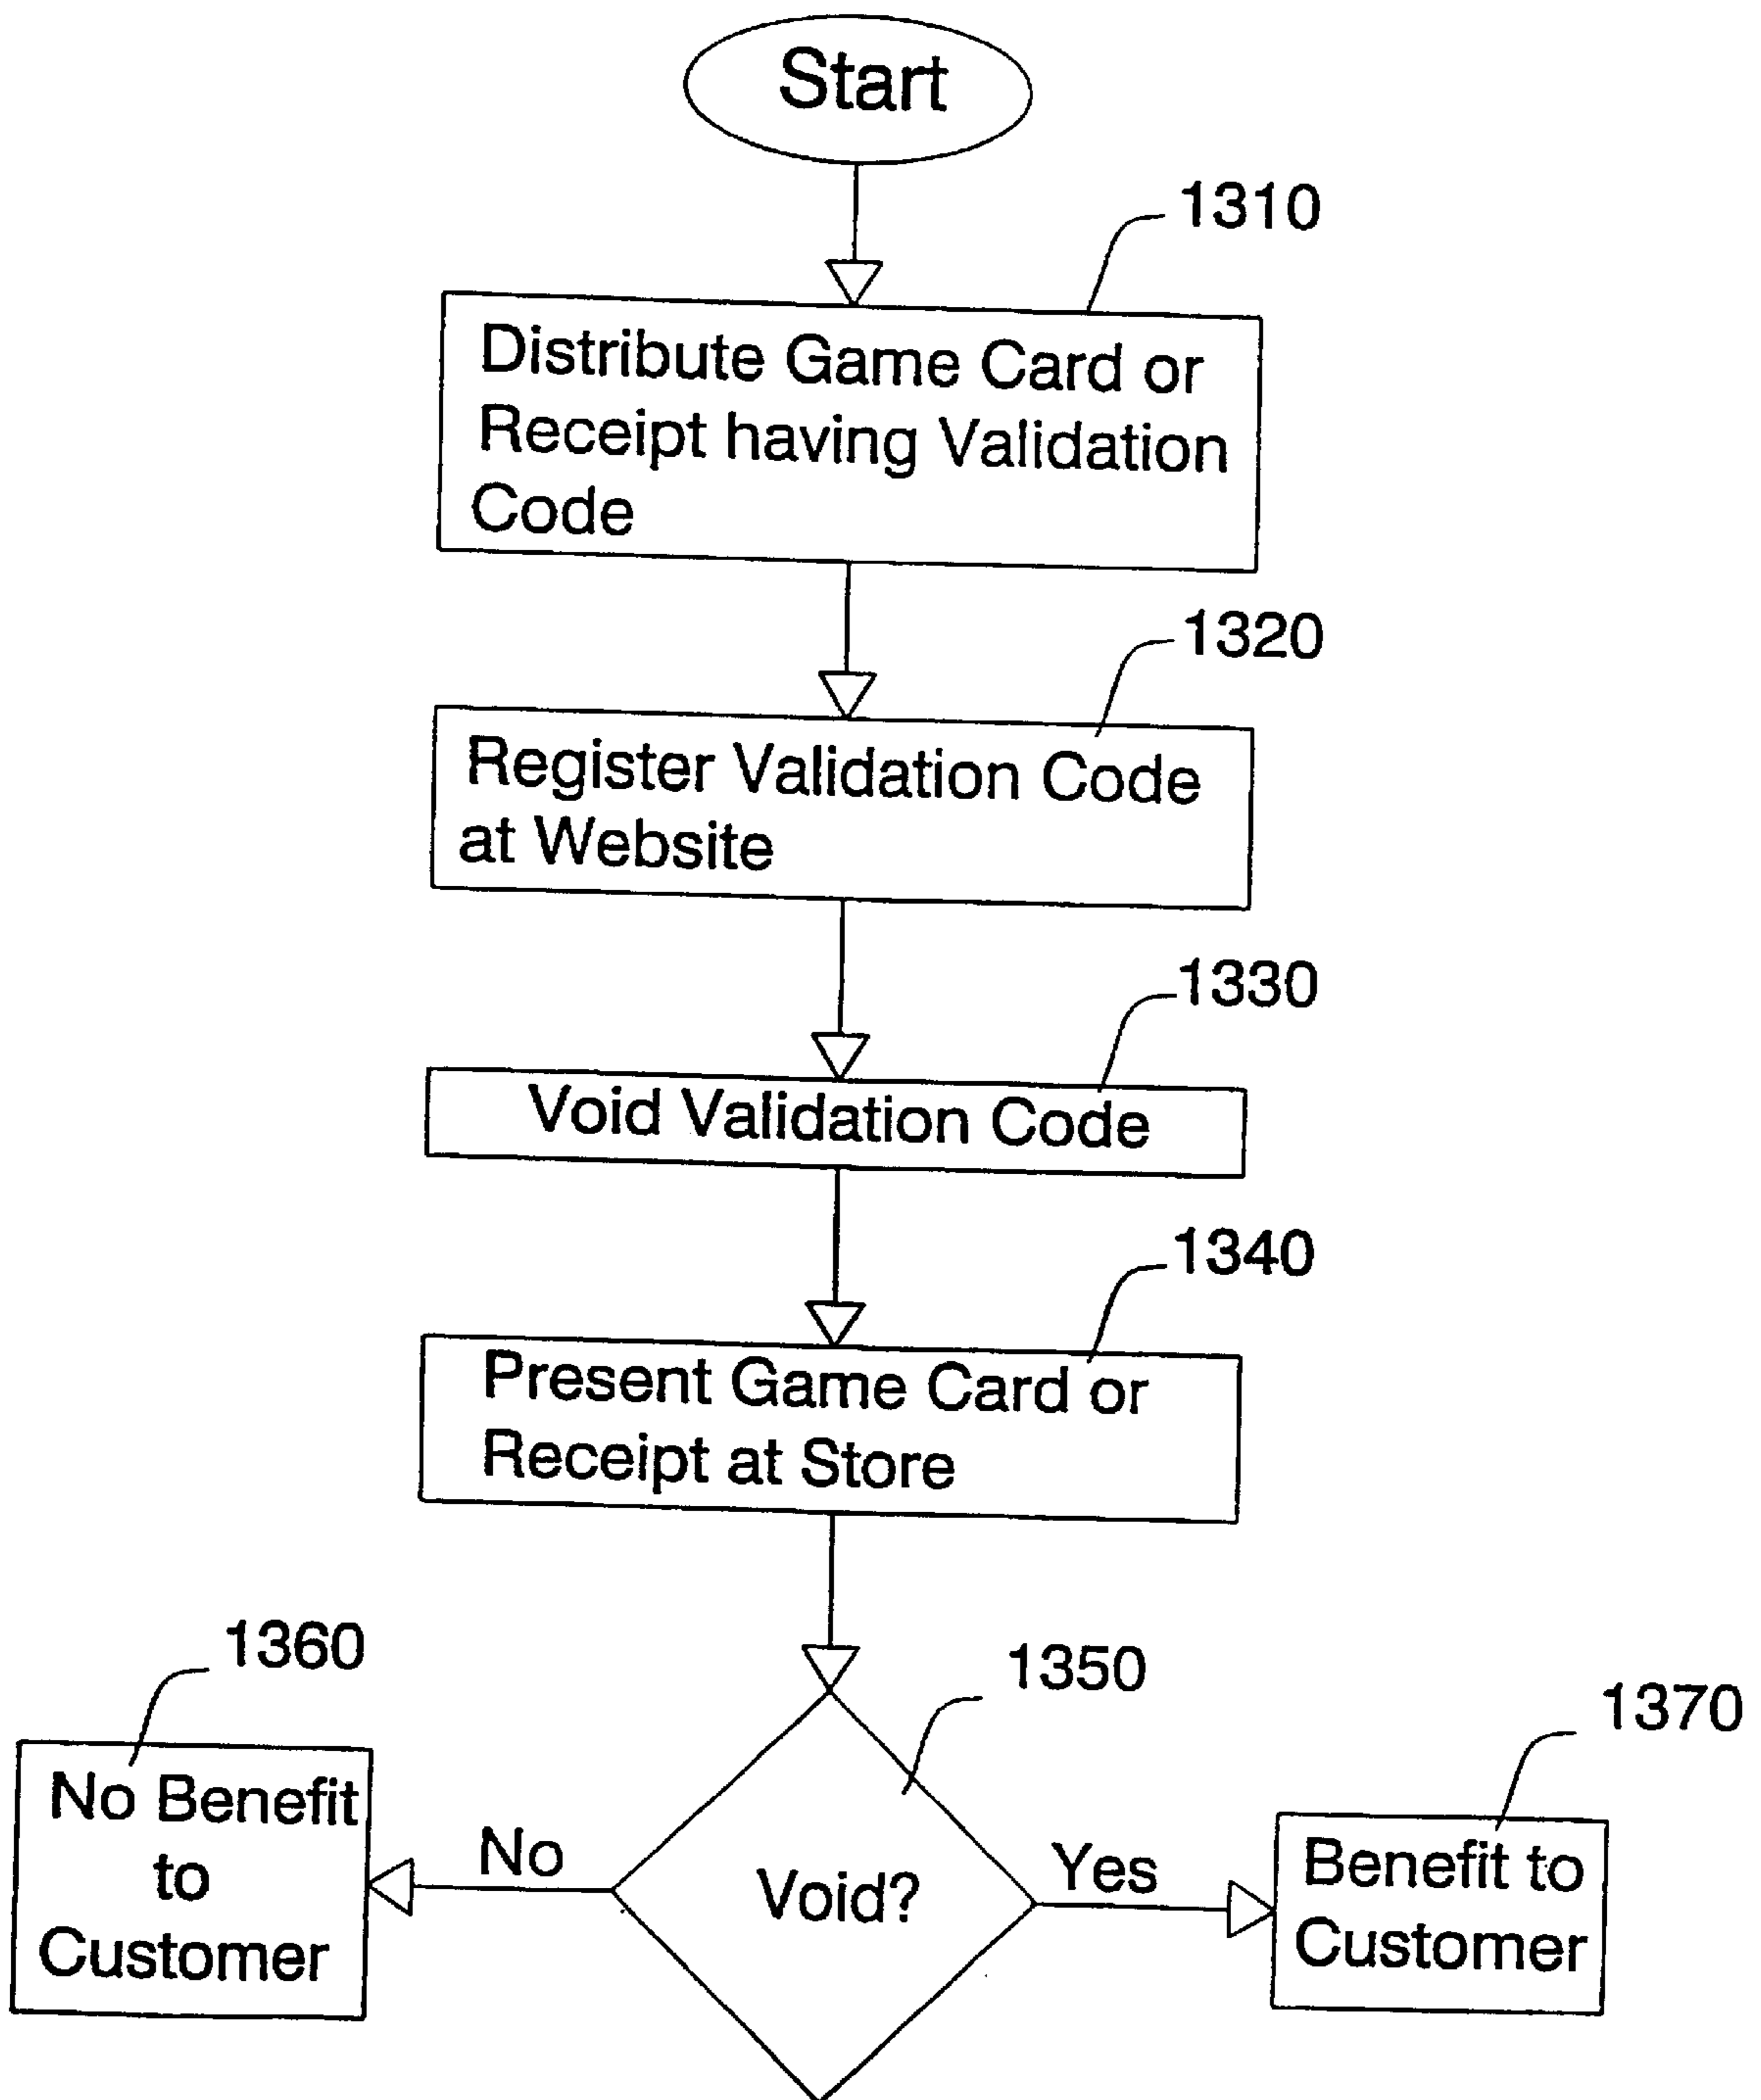 Start
1310
Distribute Game Card or
Receipt having Validation
Code
1320
Register Validation Code
at Website
1330
Void Validation Code
1340
Present Game Card or
Receipt at Store
1360
No Benefit
to
Customer
No
1350
Void?
Yes
1370
Benefit to
Customer